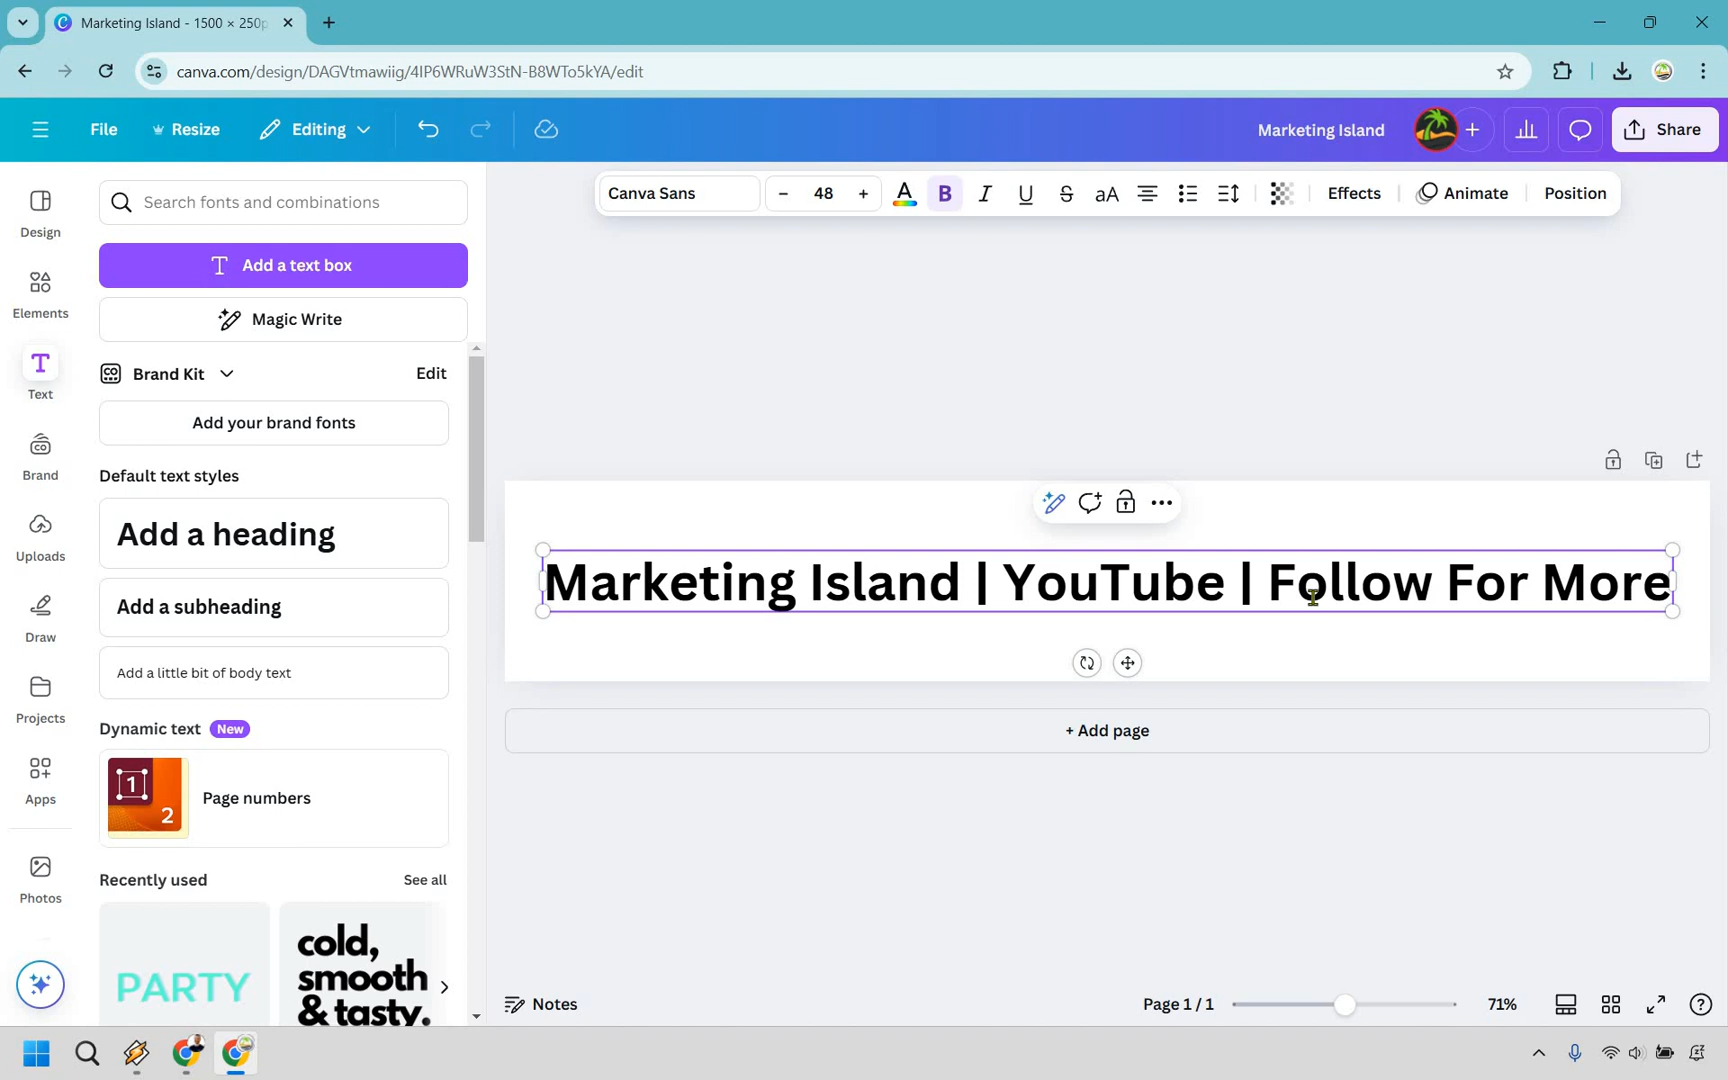 Marketing Island - 1500 × 250p
canva.com/design/DAGVtmawiig/4IP6WRuW3StN-B8WTo5kYA/edit
File
Resize
Editing
Marketing Island
Share
Design
Elements
Text
Brand
Uploads
Draw
Projects
Apps
Photos
Search fonts and combinations
Add a text box
Magic Write
Brand Kit
Edit
Add your brand fonts
Default text styles
Add a heading
Add a subheading
Add a little bit of body text
Dynamic text New
1
2
Page numbers
Recently used
See all
PARTY
cold,
smooth
& tasty.
Canva Sans
– 48 +
A
B
I
U
S
aA
Effects
Animate
Position
Marketing Island | YouTube | Follow For More
+ Add page
Notes
Page 1 / 1
71%